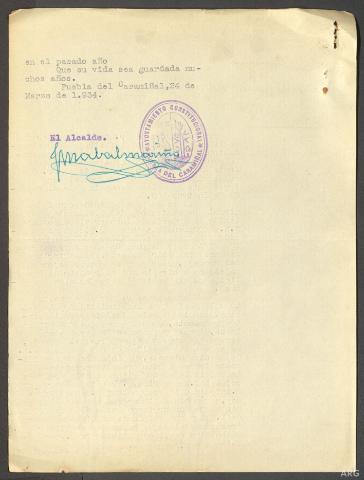 en el pasado año
Que su vida sea guardada mu-
chos años.
Puebla del Caramiñal, 24 de
Marzo de 1.934.
El Alcalde.
AYUNTAMIENTO CONSTITUCIONAL
DEL CARAMIÑAL
ARG